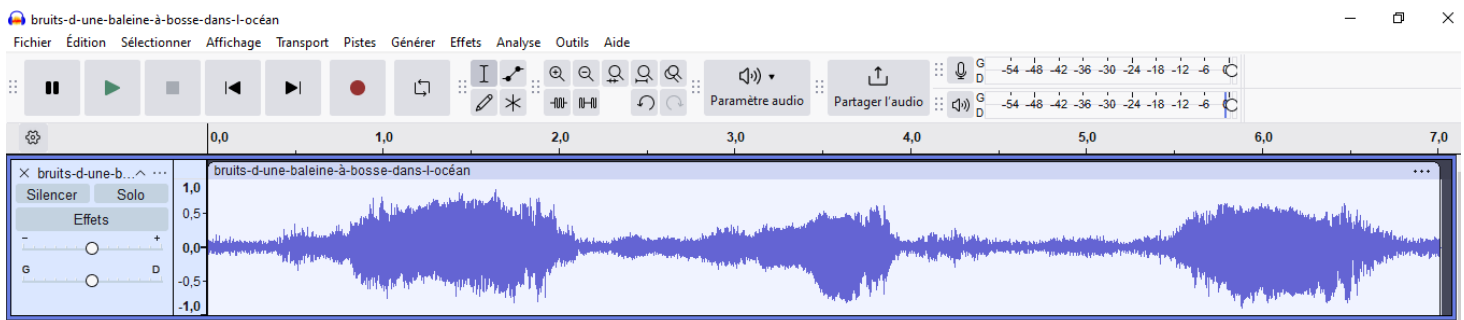 bruits-d-une-baleine-à-bosse-dans-l-océan
Fichier Édition Sélectionner Affichage Transport Pistes Générer Effets Analyse Outils Aide
G
D
-54 -48 -42 -36 -30 -24 -18 -12 -6
Paramètre audio
Partager l'audio
G
D
-54 -48 -42 -36 -30 -24 -18 -12 -6
0,0 1,0 2,0 3,0 4,0 5,0 6,0 7,0
bruits-d-une-b...
bruits-d-une-baleine-à-bosse-dans-l-océan
Silencer Solo
Effets
- +
G D
1,0
0,5
0,0
-0,5
-1,0